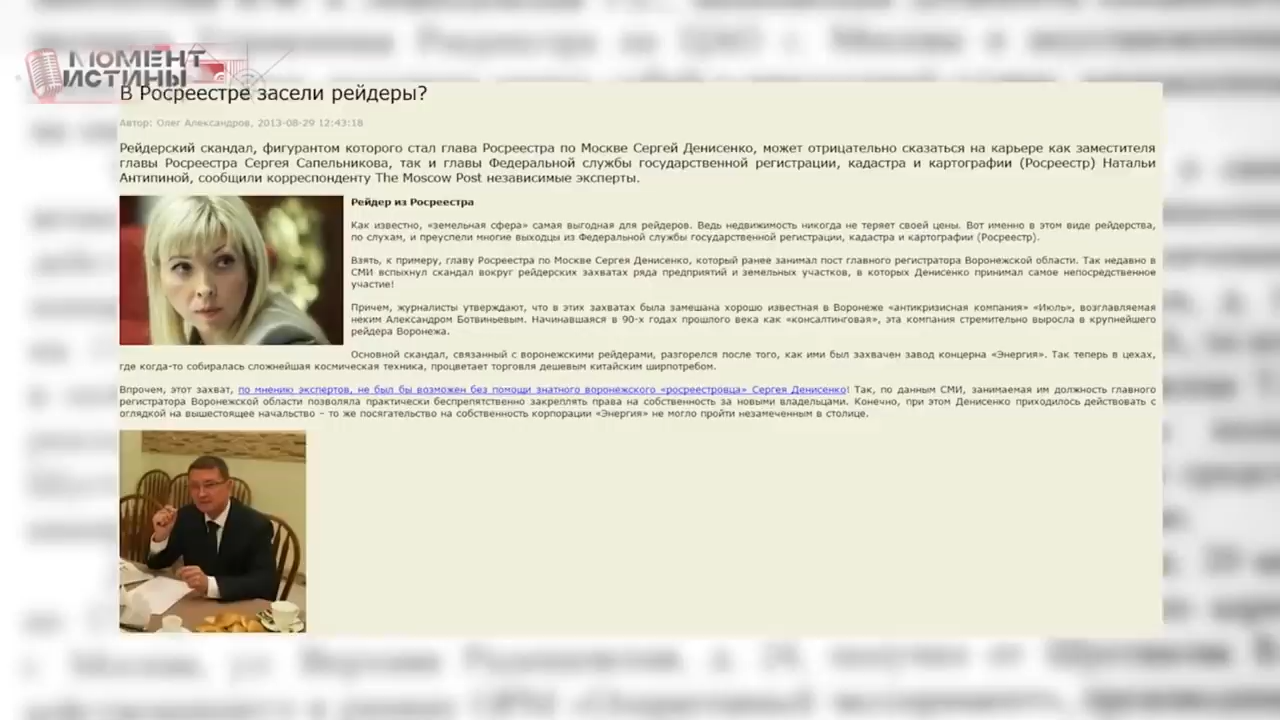 МОМЕНТ
ИСТИНЫ
В Росреестре засели рейдеры?
Автор: Олег Александров, 2013-08-29 12:43:18
Рейдерский скандал, фигурантом которого стал глава Росреестра по Москве Сергей Денисенко, может отрицательно сказаться на карьере как заместителя
главы Росреестра Сергея Сапельникова, так и главы Федеральной службы государственной регистрации, кадастра и картографии (Росреестр) Натальи
Антипиной, сообщили корреспонденту The Moscow Post независимые эксперты.
Рейдер из Росреестра
Как известно, «земельная сфера» самая выгодная для рейдеров. Ведь недвижимость никогда не теряет своей цены. Вот именно в этом виде рейдерства,
по слухам, и преуспели многие выходцы из Федеральной службы государственной регистрации, кадастра и картографии (Росреестр).
Взять, к примеру, главу Росреестра по Москве Сергея Денисенко, который ранее занимал пост главного регистратора Воронежской области. Так недавно в
СМИ вспыхнул скандал вокруг рейдерских захватах ряда предприятий и земельных участков, в которых Денисенко принимал самое непосредственное
участие!
Причем, журналисты утверждают, что в этих захватах была замешана хорошо известная в Воронеже «антикризисная компания» «Июль», возглавляемая
неким Александром Ботвиньевым. Начинавшаяся в 90-х годах прошлого века как «консалтинговая», эта компания стремительно выросла в крупнейшего
рейдера Воронежа.
Основной скандал, связанный с воронежскими рейдерами, разгорелся после того, как ими был захвачен завод концерна «Энергия». Так теперь в цехах,
где когда-то собиралась сложнейшая космическая техника, процветает торговля дешевым китайским ширпотребом.
Впрочем, этот захват, по мнению экспертов, не был бы возможен без помощи знатного воронежского «росреестровца» Сергея Денисенко! Так, по данным СМИ, занимаемая им должность главного
регистратора Воронежской области позволяла практически беспрепятственно закреплять права на собственность за новыми владельцами. Конечно, при этом Денисенко приходилось действовать с
оглядкой на вышестоящее начальство – то же посягательство на собственность корпорации «Энергия» не могло пройти незамеченным в столице.